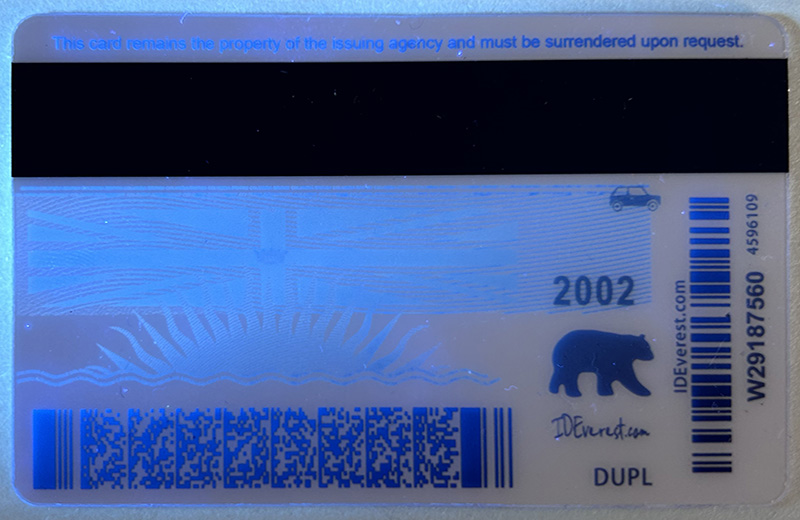 This card remains the property of the issuing agency and must be surrendered upon request.
2002
IDEverest.com
DUPL
IDEverest.com
W29187560
4596109